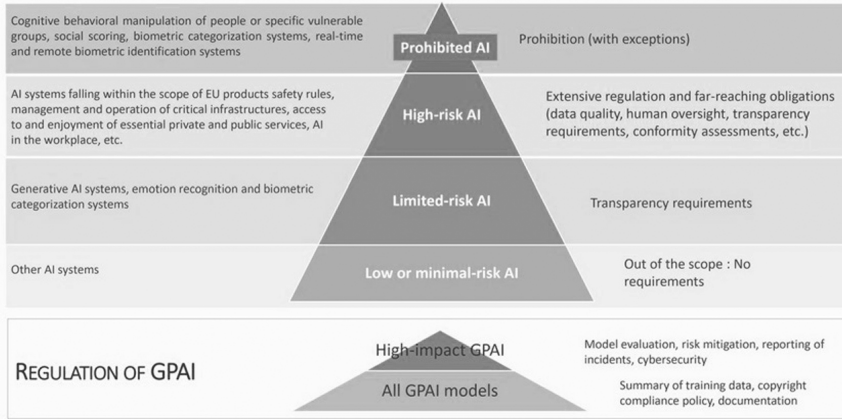 Cognitive behavioral manipulation of people or specific vulnerable
groups, social scoring, biometric categorization systems, real-time
and remote biometric identification systems
Prohibited AI
Prohibition (with exceptions)
AI systems falling within the scope of EU products safety rules,
management and operation of critical infrastructures, access
to and enjoyment of essential private and public services, AI
in the workplace, etc.
High-risk AI
Extensive regulation and far-reaching obligations
(data quality, human oversight, transparency
requirements, conformity assessments, etc.)
Generative AI systems, emotion recognition and biometric
categorization systems
Limited-risk AI
Transparency requirements
Other AI systems
Low or minimal-risk AI
Out of the scope : No
requirements
REGULATION OF GPAI
High-impact GPAI
Model evaluation, risk mitigation, reporting of
incidents, cybersecurity
All GPAI models
Summary of training data, copyright
compliance policy, documentation